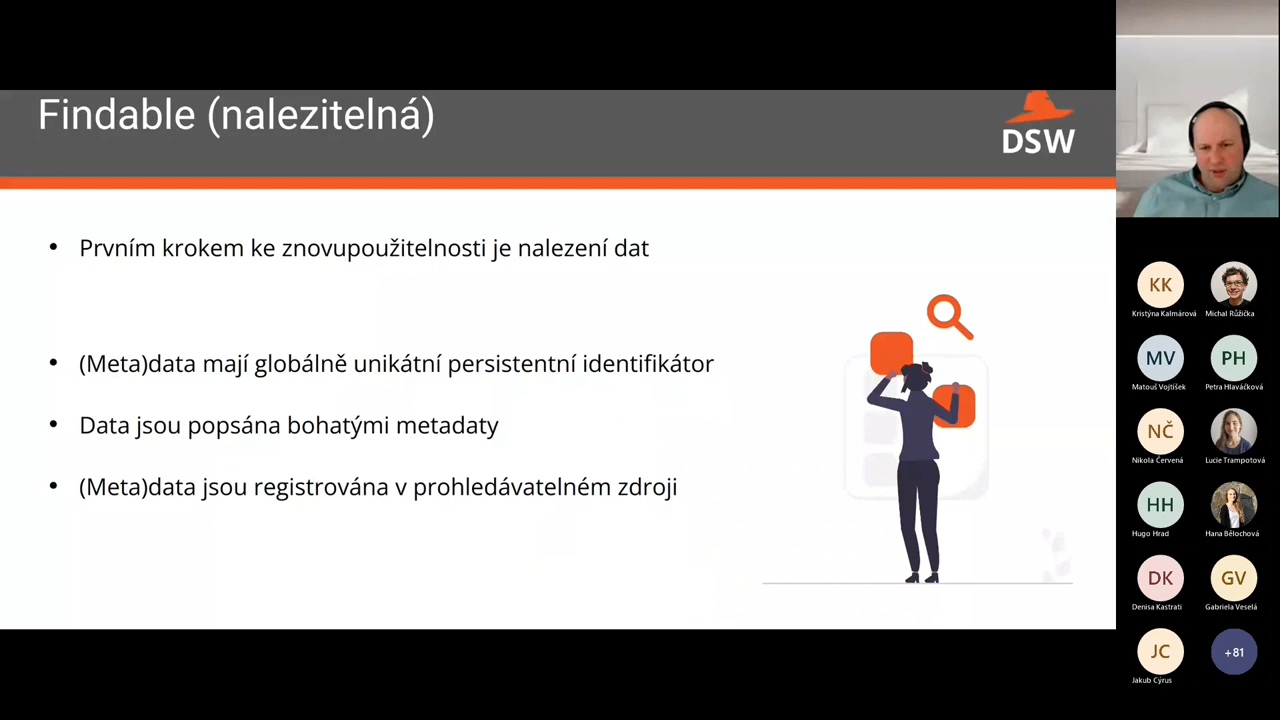 Findable (nalezitelná)
DSW
• Prvním krokem ke znovupoužitelnosti je nalezení dat
• (Meta)data mají globálně unikátní persistentní identifikátor
• Data jsou popsána bohatými metadaty
• (Meta)data jsou registrována v prohledávatelném zdroji
KK
Kristýna Kalmárová
Michal Růžička
MV
Matouš Vojtíšek
PH
Petra Hlaváčková
NČ
Nikola Červená
Lucie Trampotová
HH
Hugo Hrad
Hana Bělochová
DK
Denisa Kastrati
GV
Gabriela Veselá
JC
Jakub Cýrus
+81